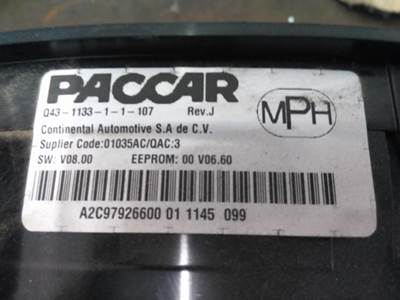 PACCAR
Q43-1133-1-1-107 Rev.J
MPH
Continental Automotive S.A de C.V.
Suplier Code:01035AC/QAC:3
SW: V08.00 EEPROM: 00 V06.60
A2C97926600 01 1145 099